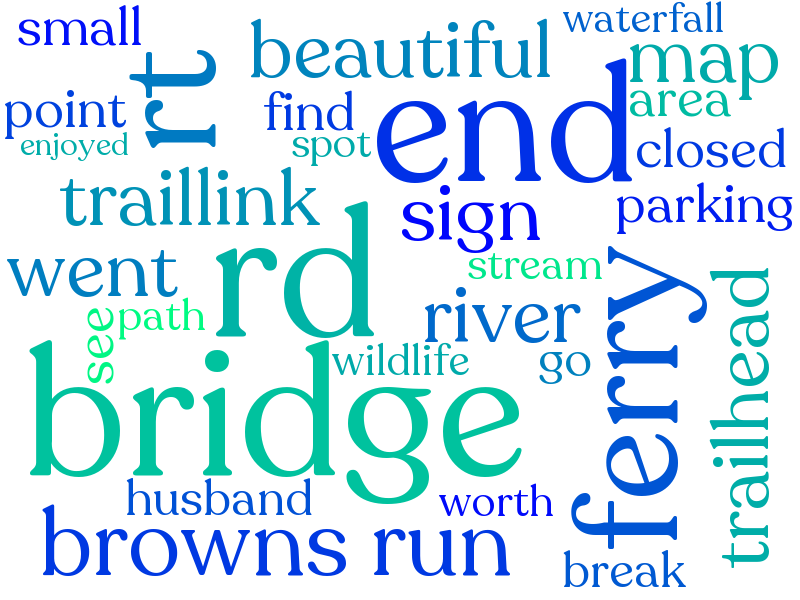 small
waterfall
beautiful
rt
map
point
find
end
area
enjoyed
spot
closed
traillink
sign
parking
rd
went
stream
ferry
trailhead
see
path
river
bridge
wildlife
go
husband
worth
browns run
break